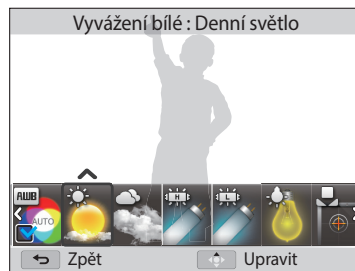 Vyvážení bílé : Denní světlo
AWB
AUTO
H
L
Zpět
Upravit